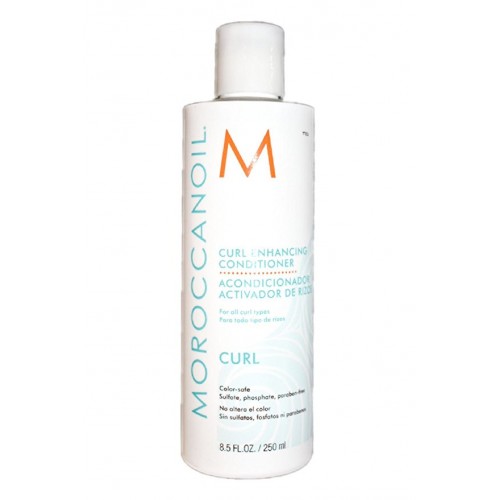 MOROCCANOIL.
M
CURL ENHANCING
CONDITIONER
ACONDICIONADOR
ACTIVADOR DE RIZOS
For all curl types
Para todo tipo de rizos
CURL
Color-safe
Sulfate, phosphate, paraben-free
No altera el color
Sin sulfatos, fosfatos ni parabenos
8.5 FL.OZ. / 250 ml